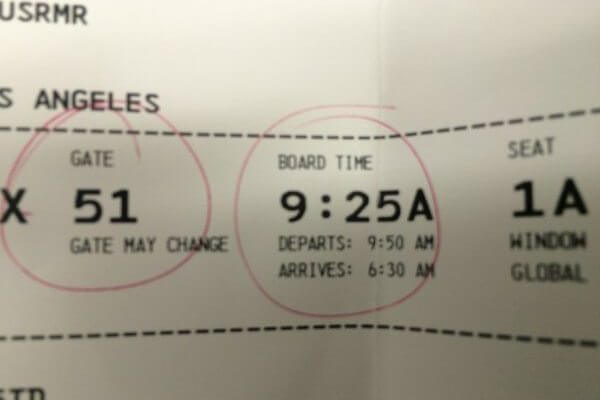 USRMR
S ANGELES
GATE
BOARD TIME
SEAT
X 51
9:25A
1A
GATE MAY CHANGE
DEPARTS: 9:50 AM
WINDOW
ARRIVES: 6:30 AM
GLOBAL